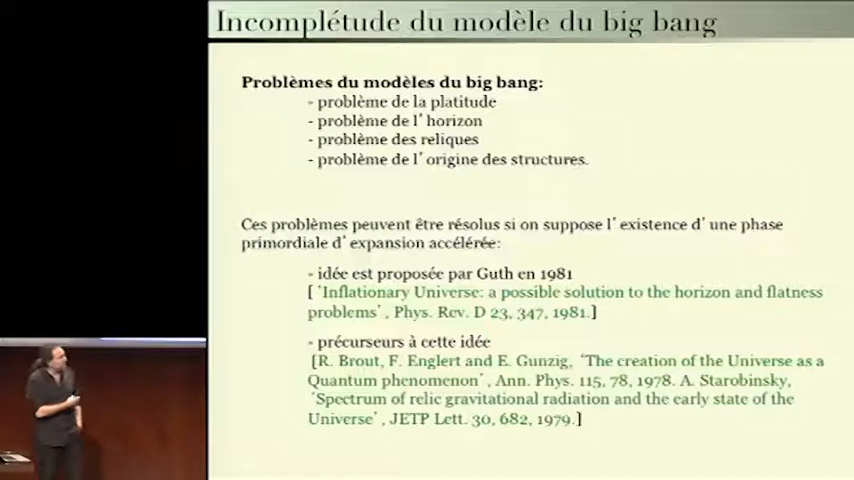 Incomplétude du modèle du big bang
Problèmes du modèles du big bang:
- problème de la platitude
- problème de l'horizon
- problème des reliques
- problème de l'origine des structures.
Ces problèmes peuvent être résolus si on suppose l'existence d'une phase
primordiale d'expansion accélérée:
- idée est proposée par Guth en 1981
[ 'Inflationary Universe: a possible solution to the horizon and flatness
problems', Phys. Rev. D 23, 347, 1981.]
- précurseurs à cette idée
[R. Brout, F. Englert and E. Gunzig, 'The creation of the Universe as a
Quantum phenomenon', Ann. Phys. 115, 78, 1978. A. Starobinsky,
'Spectrum of relic gravitational radiation and the early state of the
Universe', JETP Lett. 30, 682, 1979.]